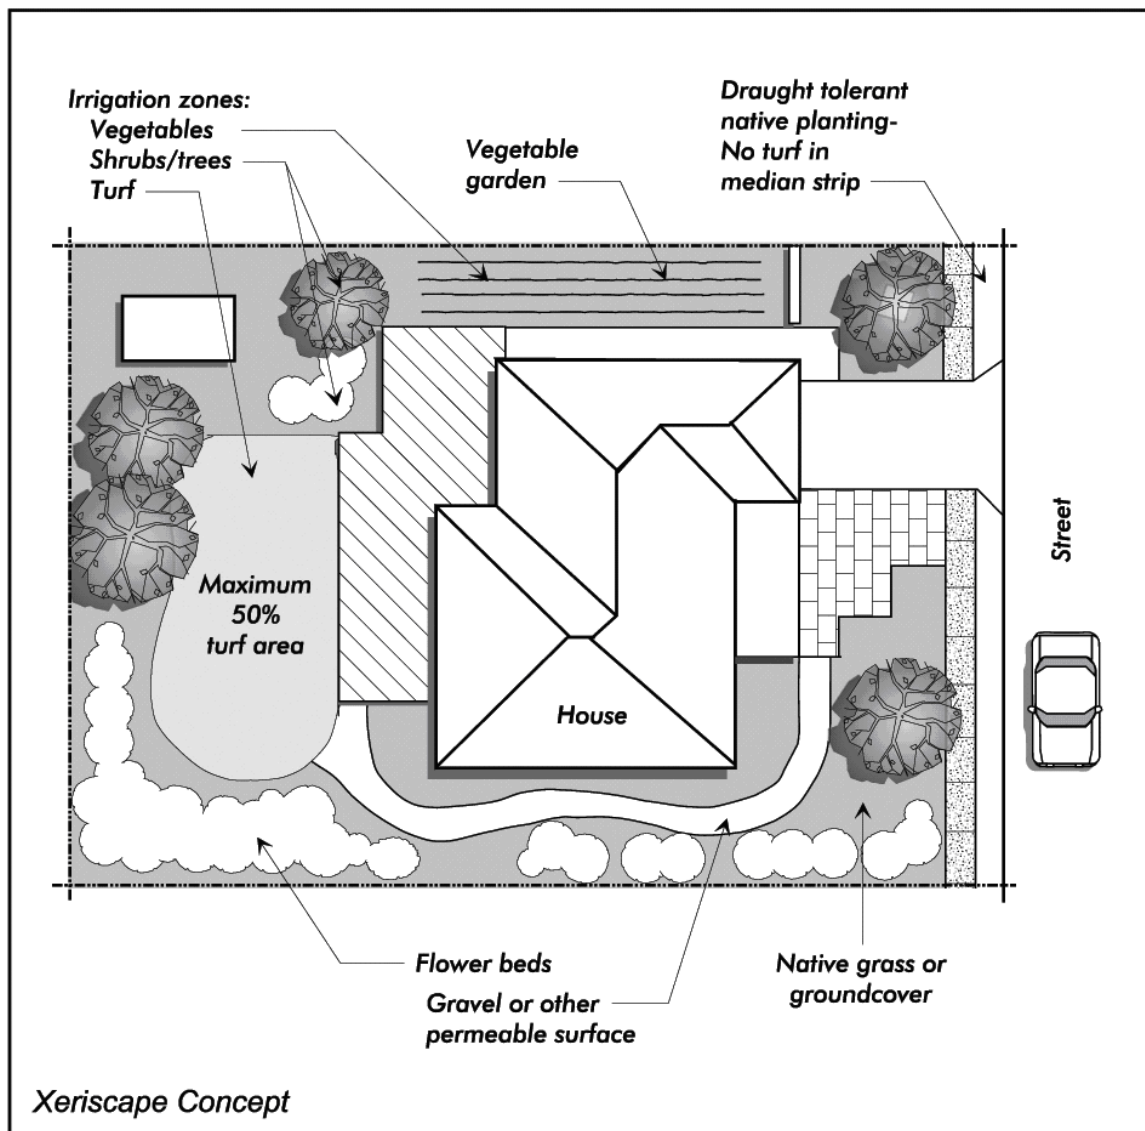 Irrigation zones:
Vegetables
Shrubs/trees
Turf
Vegetable
garden
Draught tolerant
native planting-
No turf in
median strip
Street
Maximum
50%
turf area
House
Flower beds
Gravel or other
permeable surface
Native grass or
groundcover
Xeriscape Concept